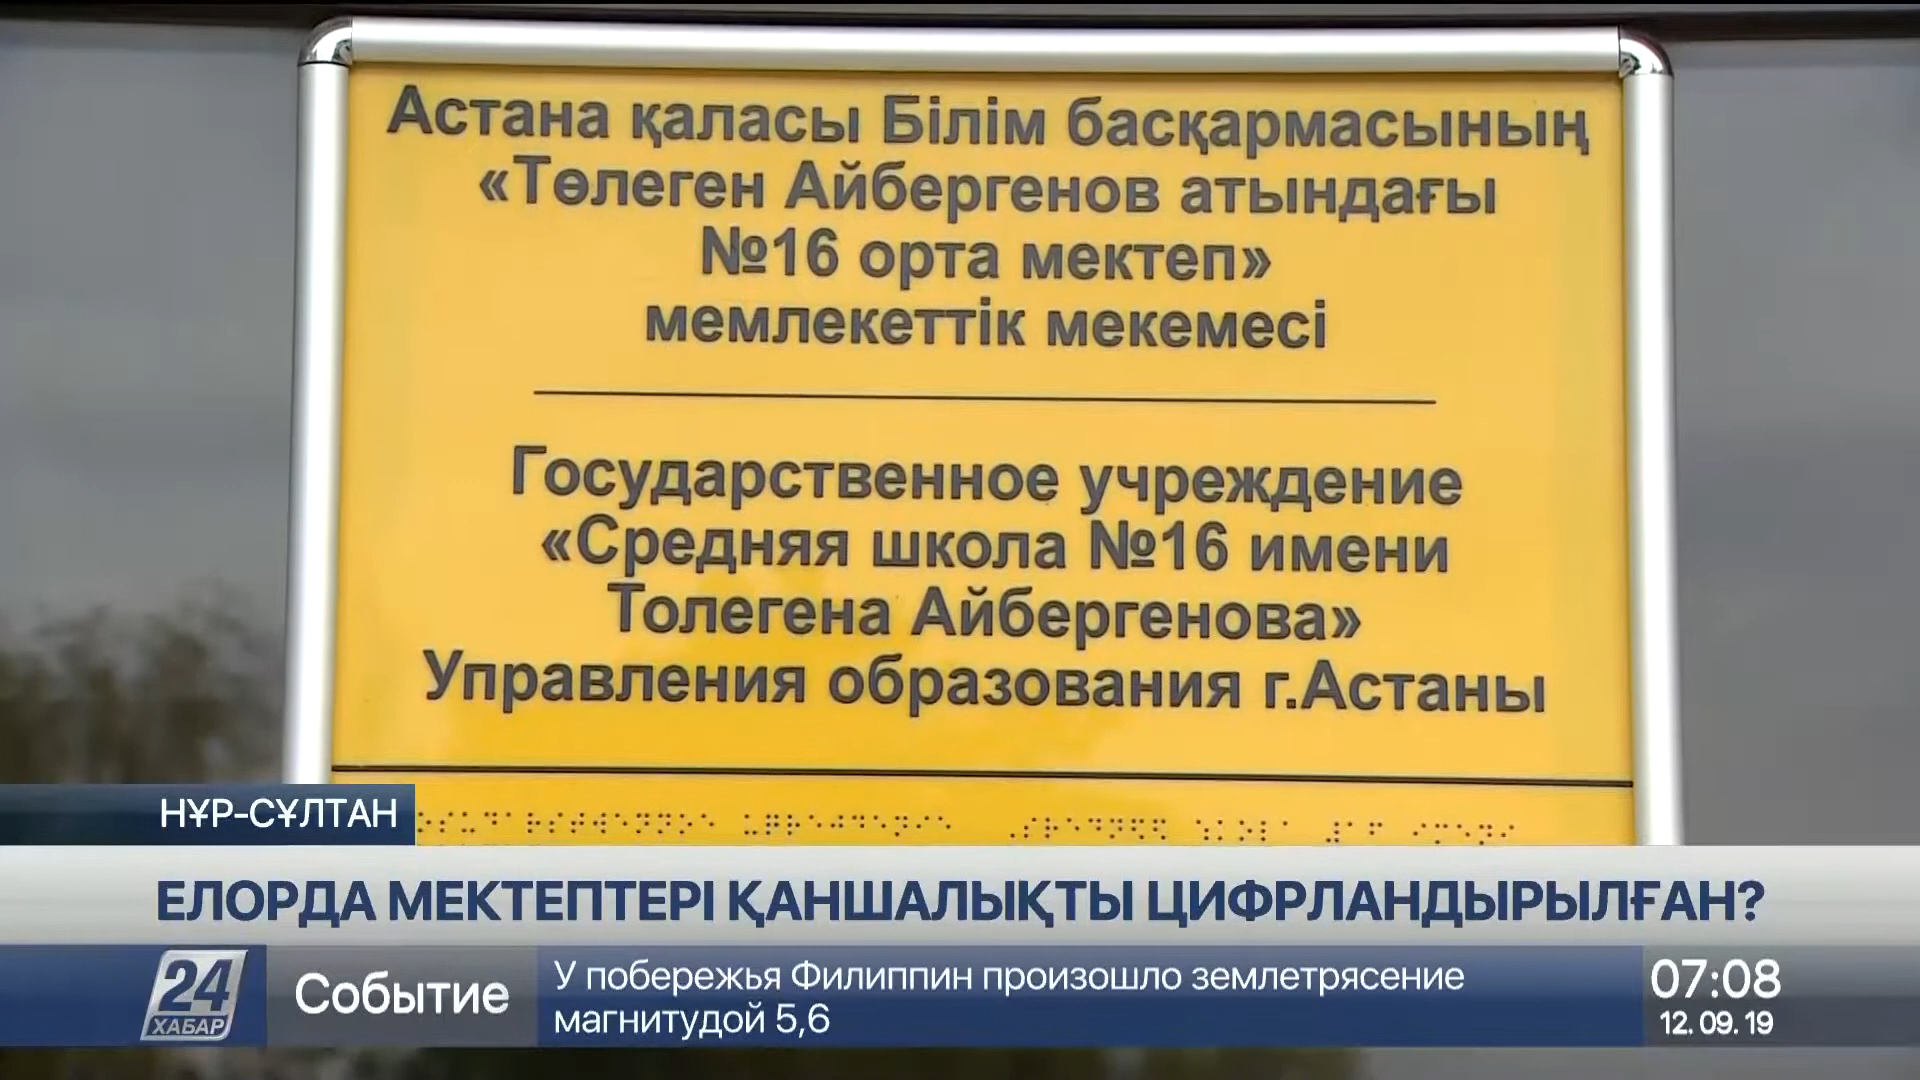 Астана қаласы Білім басқармасының
«Төлеген Айбергенов атындағы
№16 орта мектеп»
мемлекеттік мекемесі
Государственное учреждение
«Средняя школа №16 имени
Толегена Айбергенова»
Управления образования г.Астаны
НҰР-СҰЛТАН
ЕЛОРДА МЕКТЕПТЕРІ ҚАНШАЛЫҚТЫ ЦИФРЛАНДЫРЫЛҒАН?
24
ХАБАР
Событие
У побережья Филиппин произошло землетрясение
магнитудой 5,6
07:08
12. 09. 19